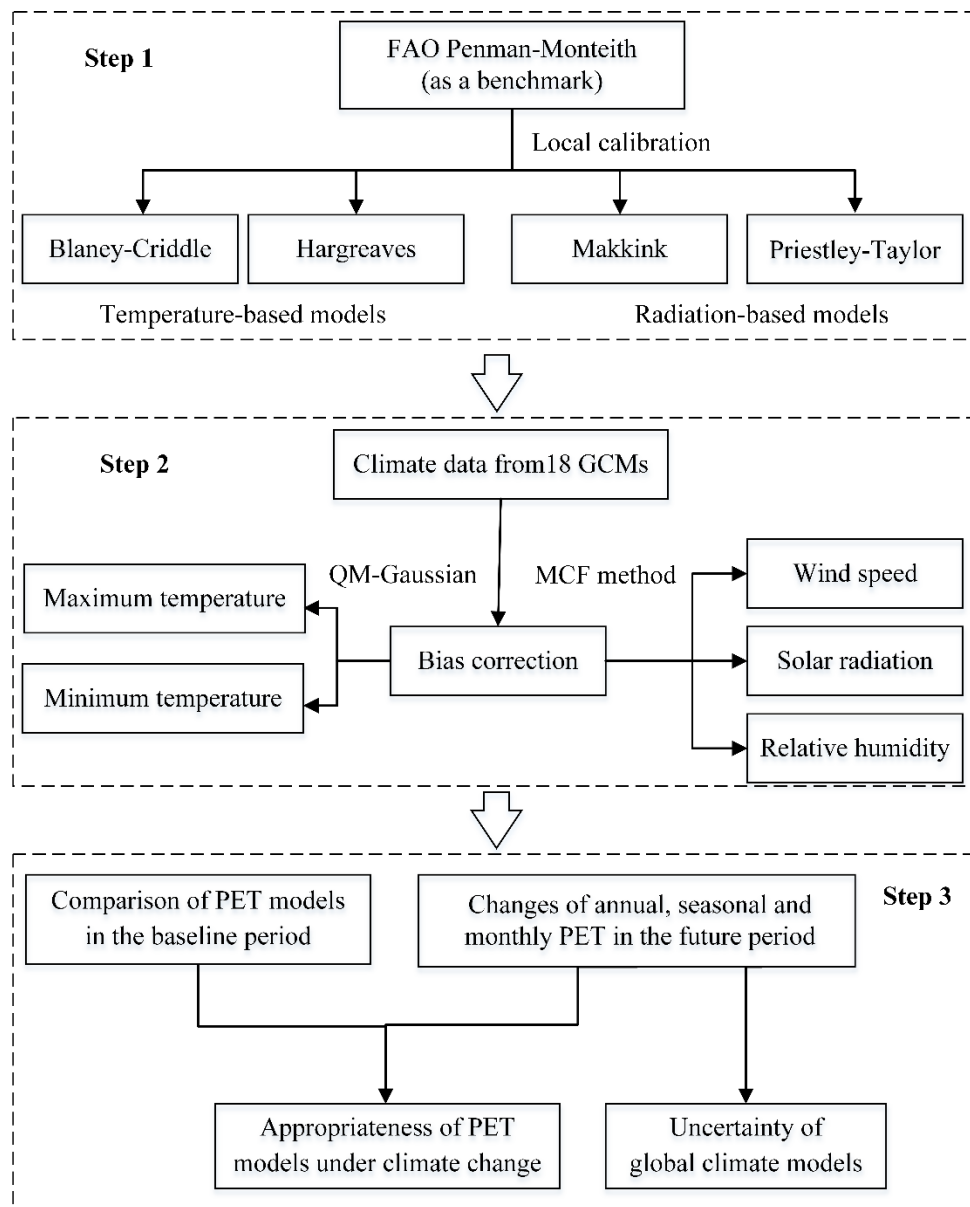 Step 1
FAO Penman-Monteith
(as a benchmark)
Local calibration
Blaney-Criddle
Hargreaves
Makkink
Priestley-Taylor
Temperature-based models
Radiation-based models
Step 2
Climate data from18 GCMs
QM-Gaussian
MCF method
Maximum temperature
Minimum temperature
Bias correction
Wind speed
Solar radiation
Relative humidity
Step 3
Comparison of PET models
in the baseline period
Changes of annual, seasonal and
monthly PET in the future period
Appropriateness of PET
models under climate change
Uncertainty of
global climate models